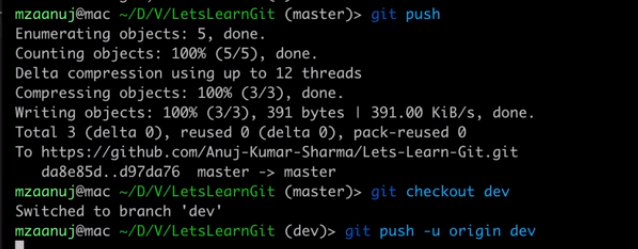 mzaanuj@mac ~/D/V/LetsLearnGit (master)> git push
Enumerating objects: 5, done.
Counting objects: 100% (5/5), done.
Delta compression using up to 12 threads
Compressing objects: 100% (3/3), done.
Writing objects: 100% (3/3), 391 bytes | 391.00 KiB/s, done.
Total 3 (delta 0), reused 0 (delta 0), pack-reused 0
To https://github.com/Anuj-Kumar-Sharma/Lets-Learn-Git.git
da8e85d..d97da76 master -> master
mzaanuj@mac ~/D/V/LetsLearnGit (master)> git checkout dev
Switched to branch 'dev'
mzaanuj@mac ~/D/V/LetsLearnGit (dev)> git push -u origin dev